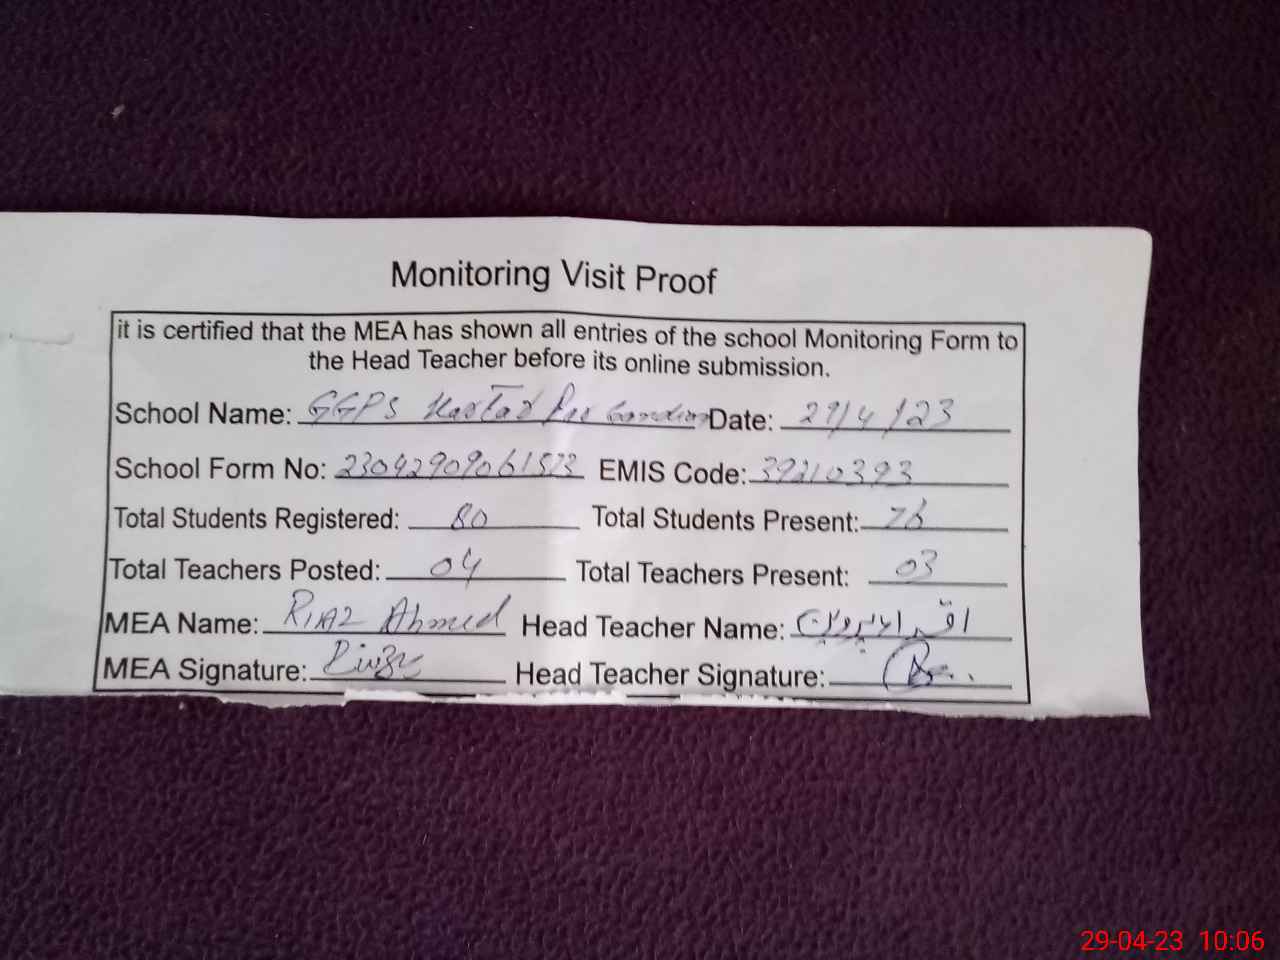 Monitoring Visit Proof
it is certified that the MEA has shown all entries of the school Monitoring Form to
the Head Teacher before its online submission.
School Name: GGPS Date: 29/4/23
School Form No: 23042909061523 EMIS Code: 39210393
Total Students Registered: 80 Total Students Present: 76
Total Teachers Posted: 04 Total Teachers Present: 03
MEA Name: Riaz Ahmed Head Teacher Name: اقراء پروین
MEA Signature: Head Teacher Signature:
29-04-23 10:06